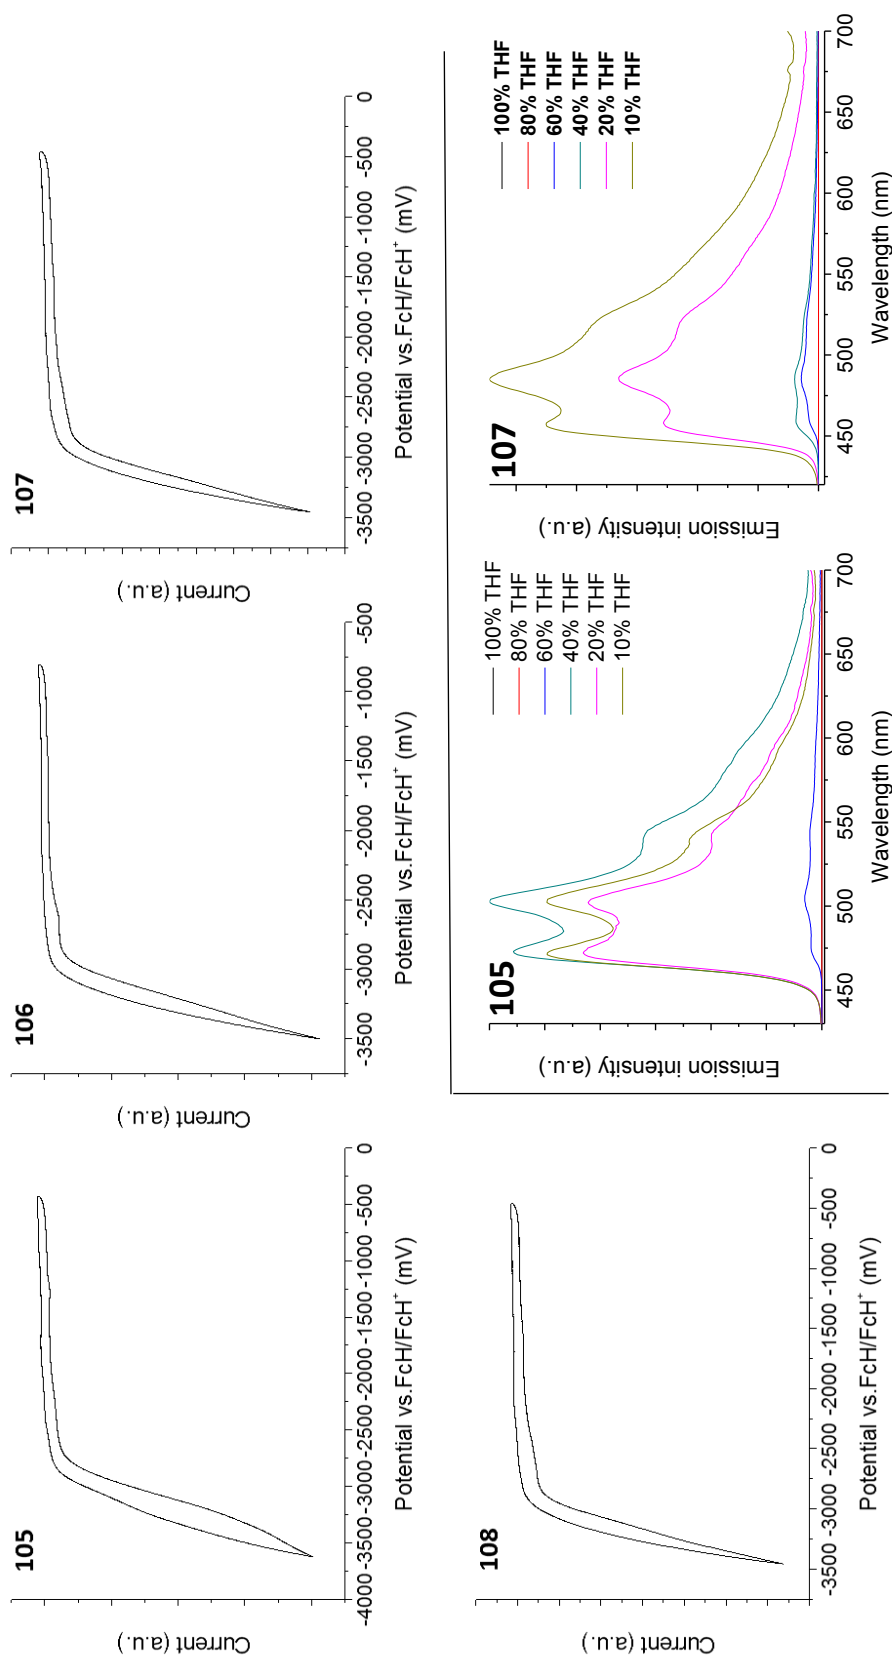 105
Current (a.u.)
-4000 -3500 -3000 -2500 -2000 -1500 -1000 -500 0
Potential vs.FcH/FcH⁺ (mV)
106
Current (a.u.)
-3500 -3000 -2500 -2000 -1500 -1000 -500
Potential vs.FcH/FcH⁺ (mV)
107
Current (a.u.)
-3500 -3000 -2500 -2000 -1500 -1000 -500 0
Potential vs.FcH/FcH⁺ (mV)
108
Current (a.u.)
-3500 -3000 -2500 -2000 -1500 -1000 -500 0
Potential vs.FcH/FcH⁺ (mV)
105
Emission intensity (a.u.)
100% THF
80% THF
60% THF
40% THF
20% THF
10% THF
450 500 550 600 650 700
Wavelength (nm)
107
Emission intensity (a.u.)
100% THF
80% THF
60% THF
40% THF
20% THF
10% THF
450 500 550 600 650 700
Wavelength (nm)